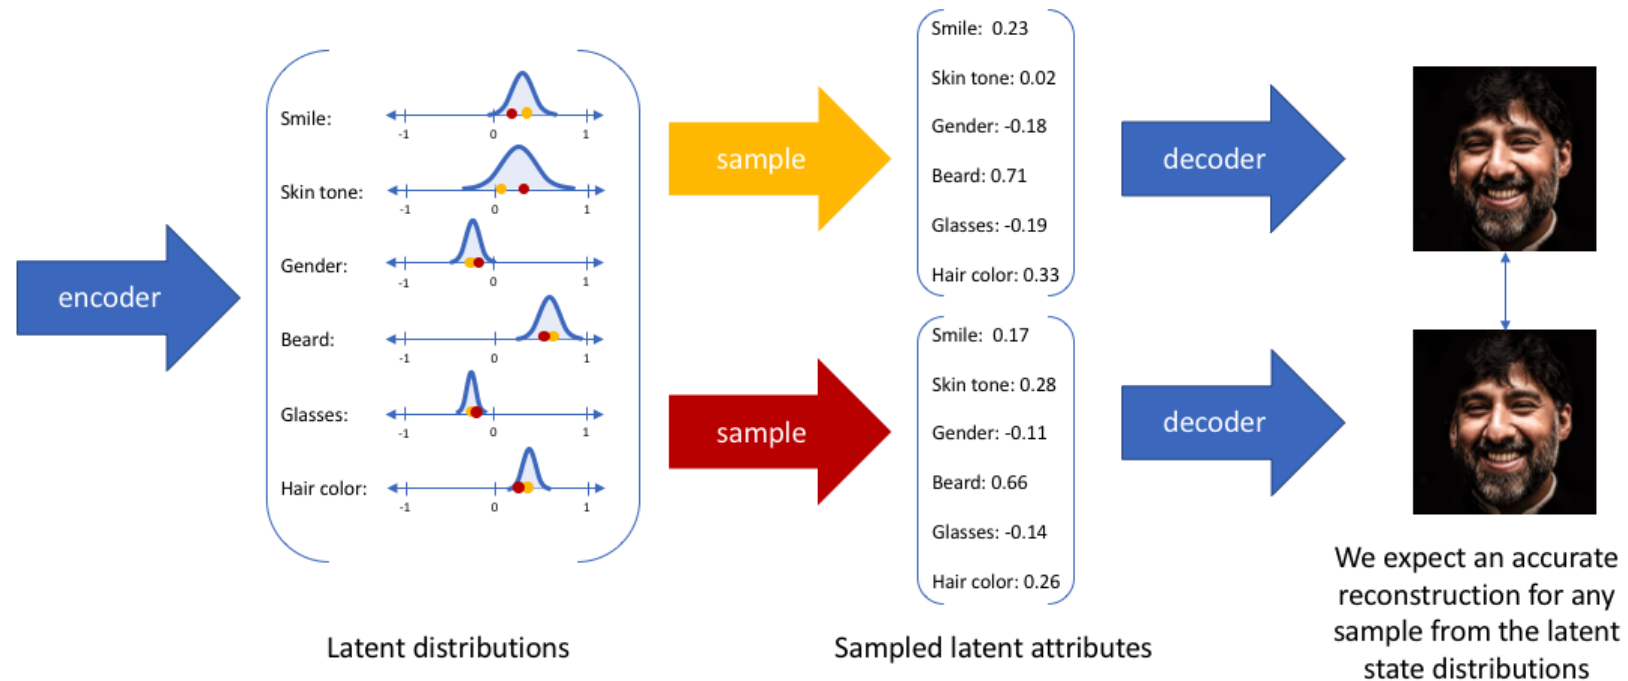 encoder
Smile:
-1 0 1
Skin tone:
-1 0 1
Gender:
-1 0 1
Beard:
-1 0 1
Glasses:
-1 0 1
Hair color:
-1 0 1
Latent distributions
sample
sample
Smile: 0.23
Skin tone: 0.02
Gender: -0.18
Beard: 0.71
Glasses: -0.19
Hair color: 0.33
Smile: 0.17
Skin tone: 0.28
Gender: -0.11
Beard: 0.66
Glasses: -0.14
Hair color: 0.26
Sampled latent attributes
decoder
decoder
We expect an accurate
reconstruction for any
sample from the latent
state distributions